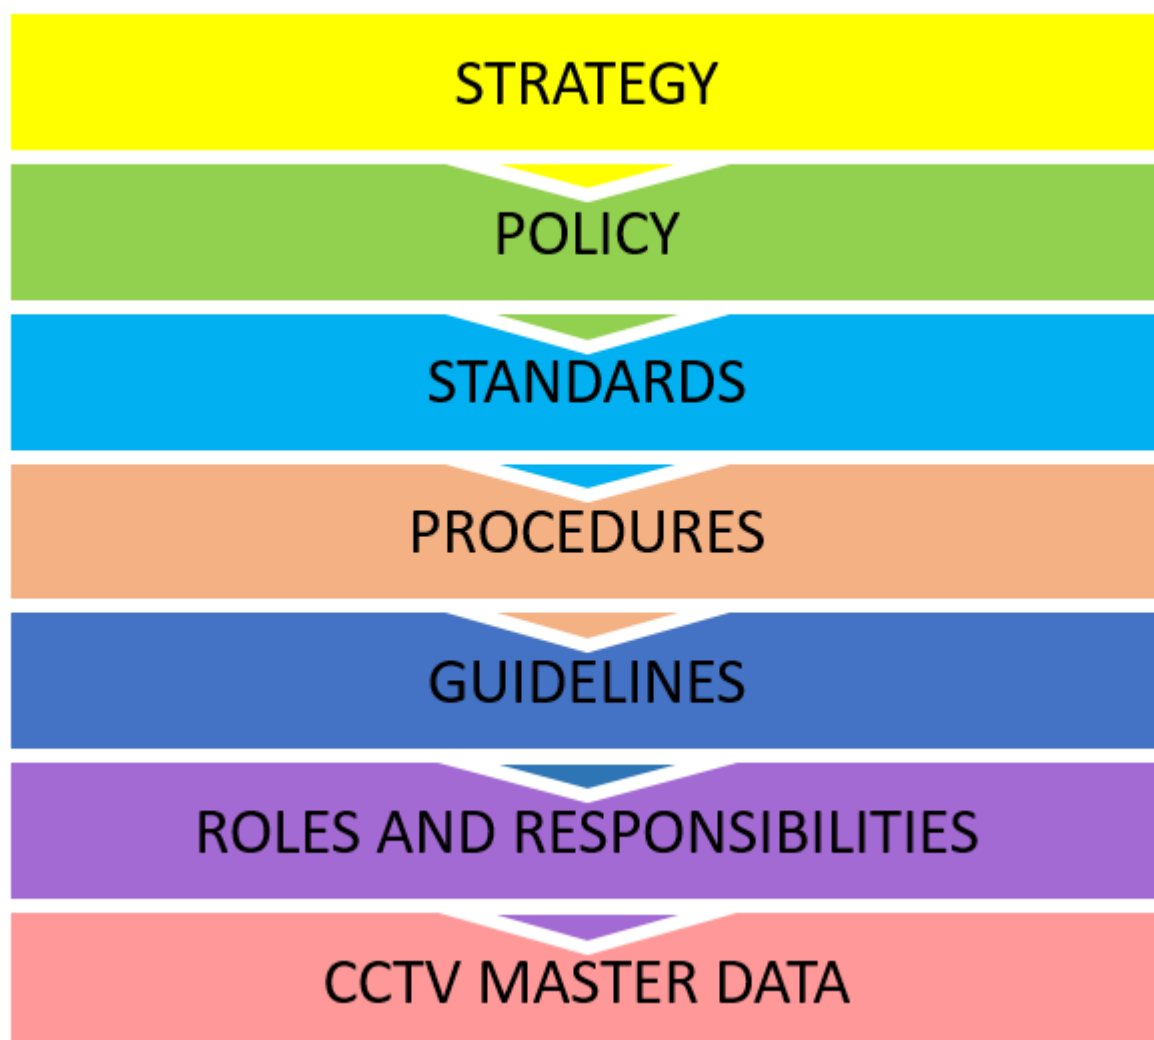 STRATEGY
POLICY
STANDARDS
PROCEDURES
GUIDELINES
ROLES AND RESPONSIBILITIES
CCTV MASTER DATA